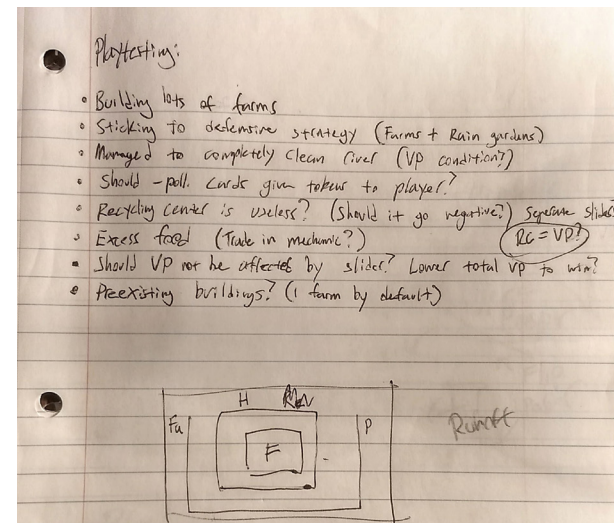 Playtesting:
• Building lots of farms
• Sticking to defensive strategy (Farms + Rain gardens)
• Managed to completely clean river (VP condition?)
• Should -poll. cards give tokens to player?
• Recycling center is useless? (Should it go negative?) Seperate slider?
• Excess food (Trade in mechanic?) RC = VP?
• Should VP not be affected by slider? Lower total VP to win?
• Preexisting buildings? (1 farm by default)
H
Fu
P
F